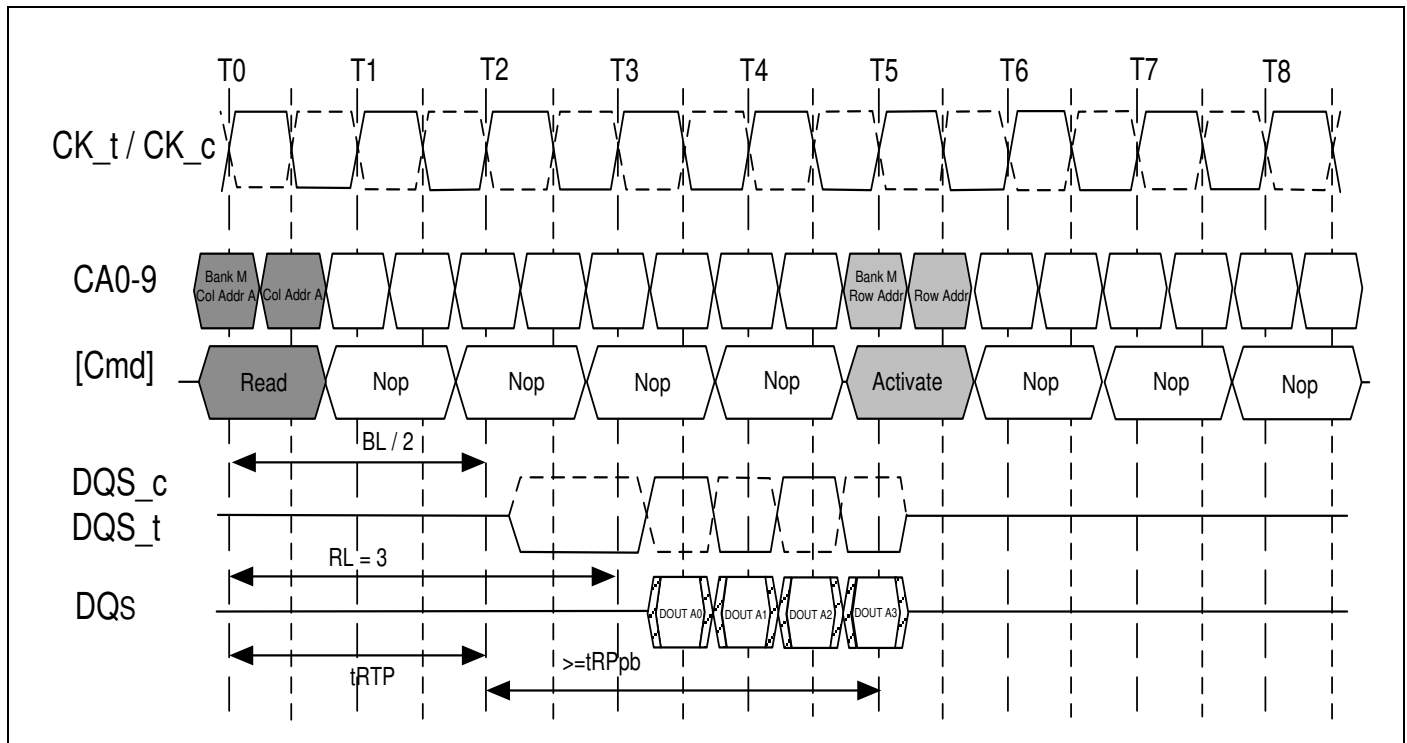 T0 T1 T2 T3 T4 T5 T6 T7 T8
CK_t / CK_c
CA0-9
Bank M
Col Addr A
Col Addr A
Bank M
Row Addr
Row Addr
[Cmd]
Read Nop Nop Nop Nop Activate Nop Nop Nop
BL / 2
DQS_c
DQS_t
RL = 3
DQs
DOUT A0 DOUT A1 DOUT A2 DOUT A3
tRTP
>=tRPpb